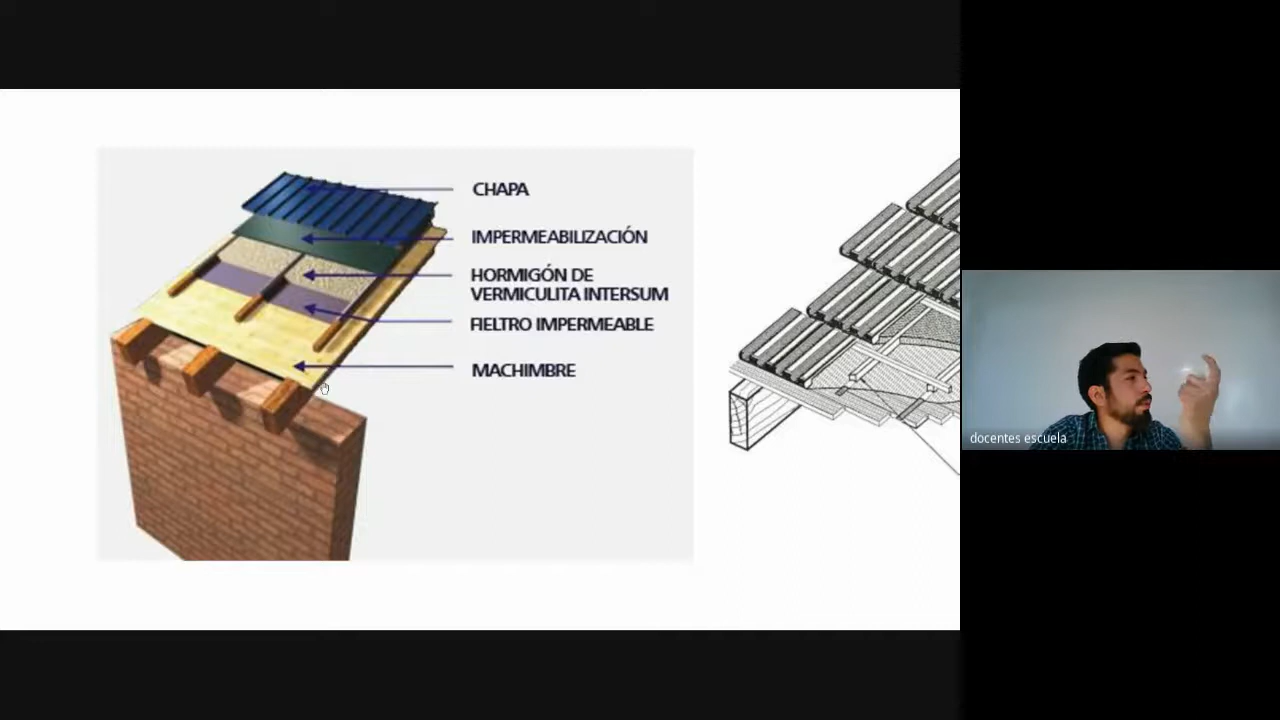 CHAPA
IMPERMEABILIZACIÓN
HORMIGÓN DE
VERMICULITA INTERSUM
FIELTRO IMPERMEABLE
MACHIMBRE
docentes escuela